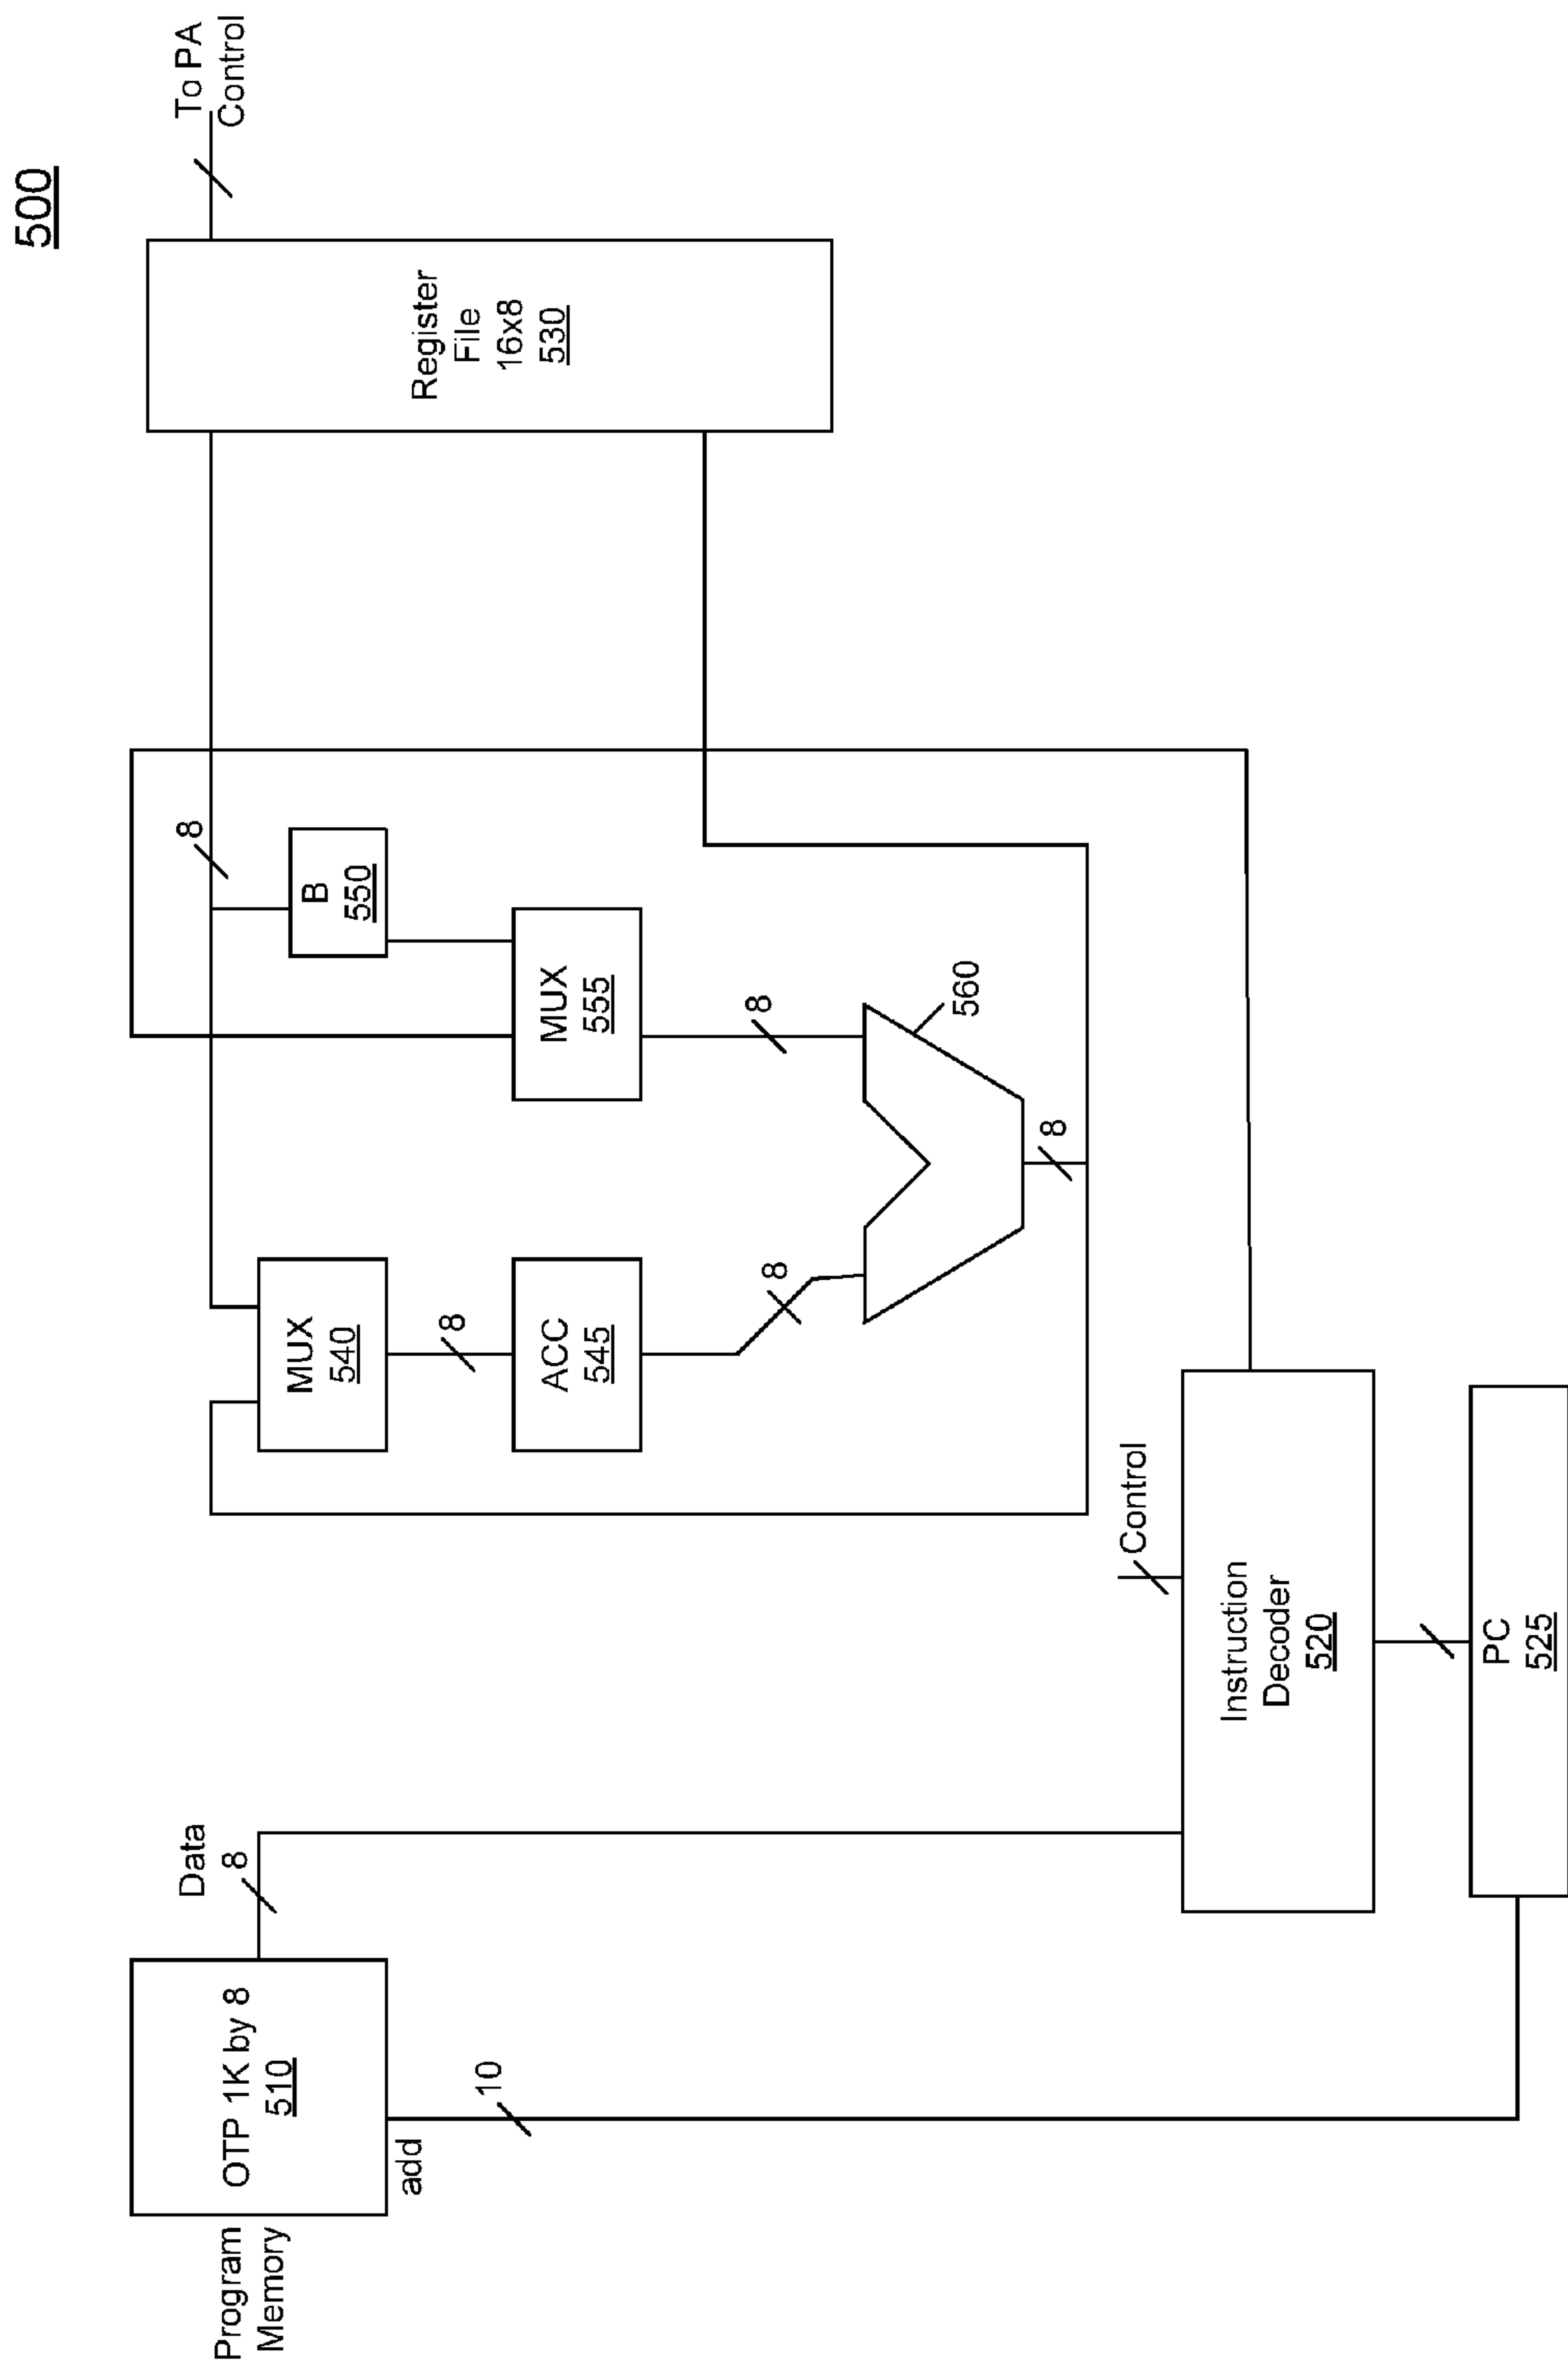 500
Program
Memory
OTP 1K by 8
510
Data
8
add
10
MUX
540
8
ACC
545
8
8
B
550
MUX
555
8
560
8
Register
File
16x8
530
To PA
Control
Control
Instruction
Decoder
520
PC
525